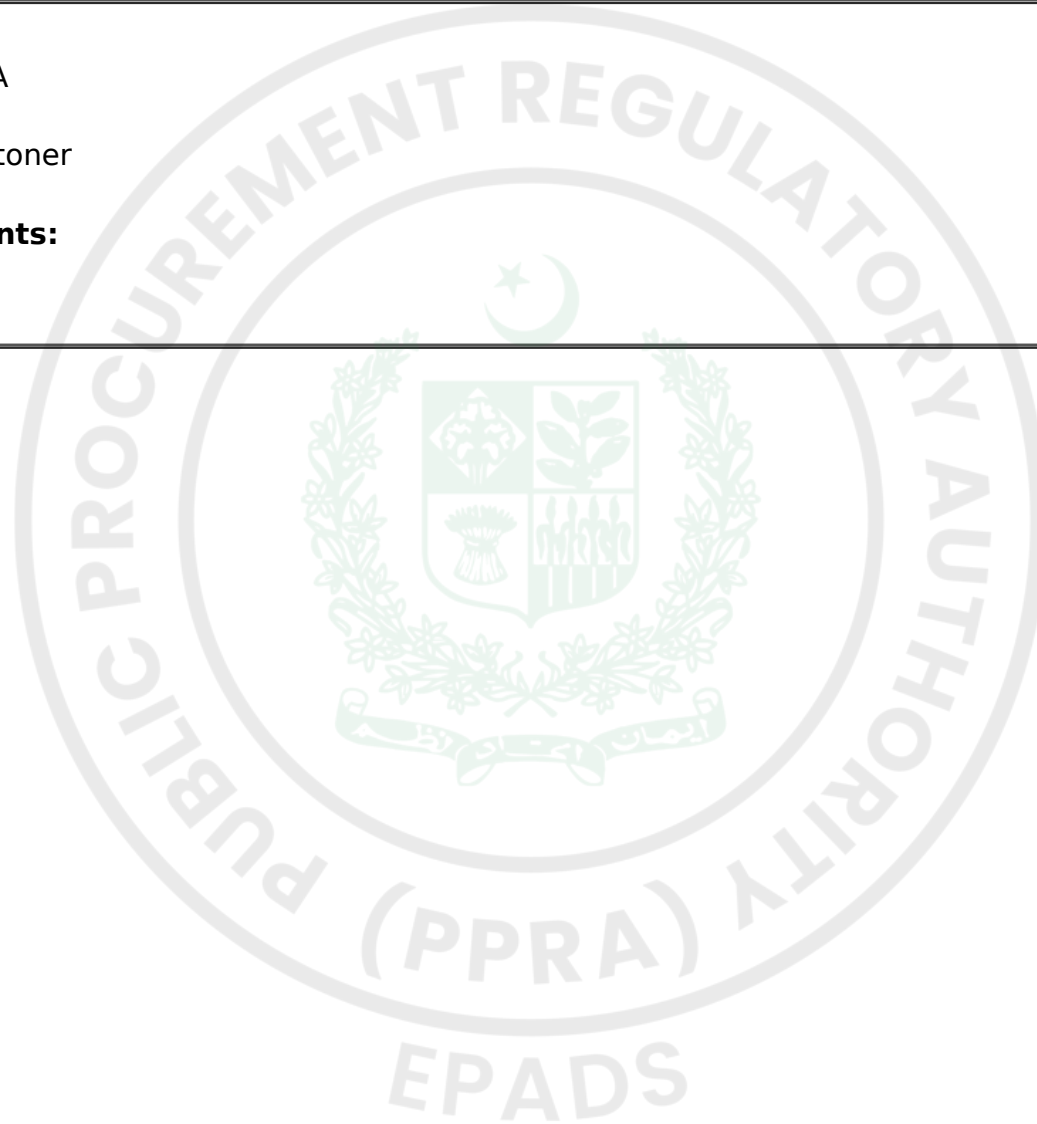 A
toner
nts:
PUBLIC PROCUREMENT REGULATORY AUTHORITY
(PPRA)
EPADS